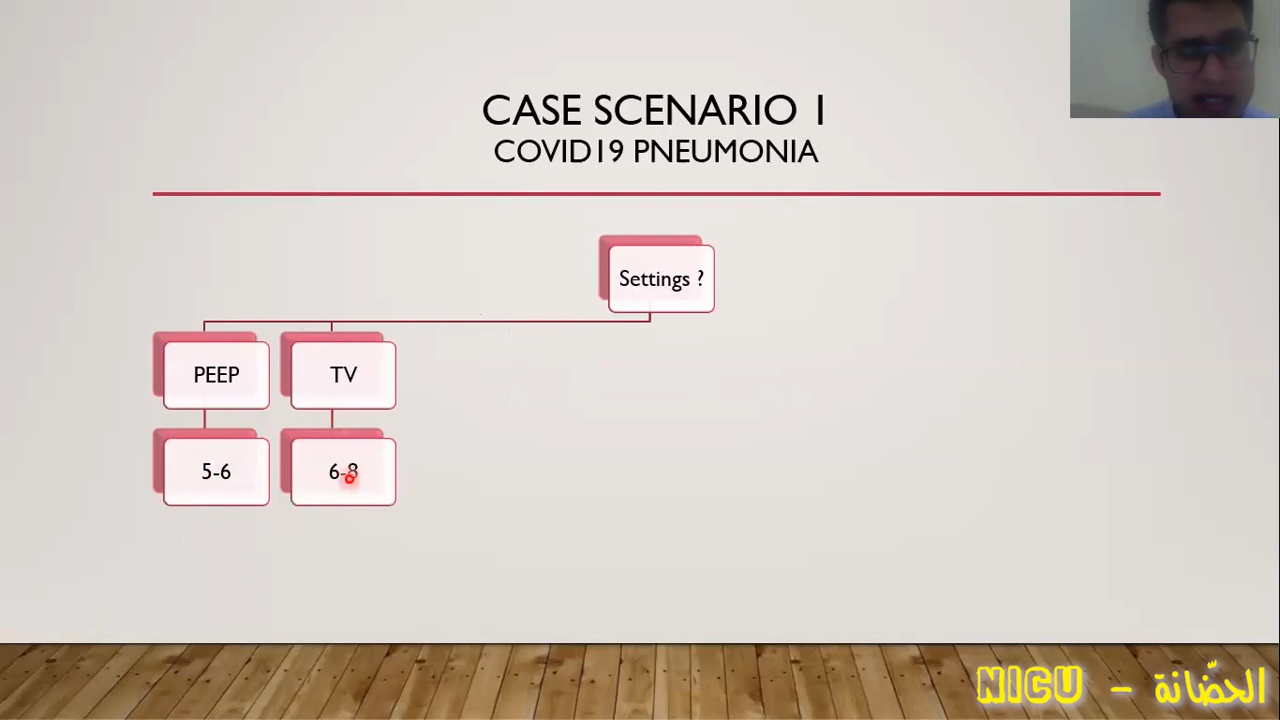 CASE SCENARIO 1
COVID19 PNEUMONIA
Settings ?
PEEP
TV
5-6
6-8
NICU - الحضّانة